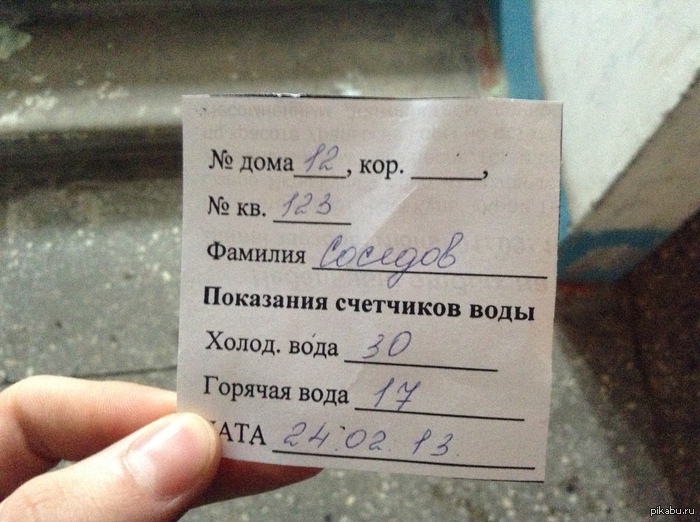 № дома 12, кор. ____,
№ кв. 123
Фамилия Соседов
Показания счетчиков воды
Холод. вода 30
Горячая вода 17
ДАТА 24.02.13.
pikabu.ru